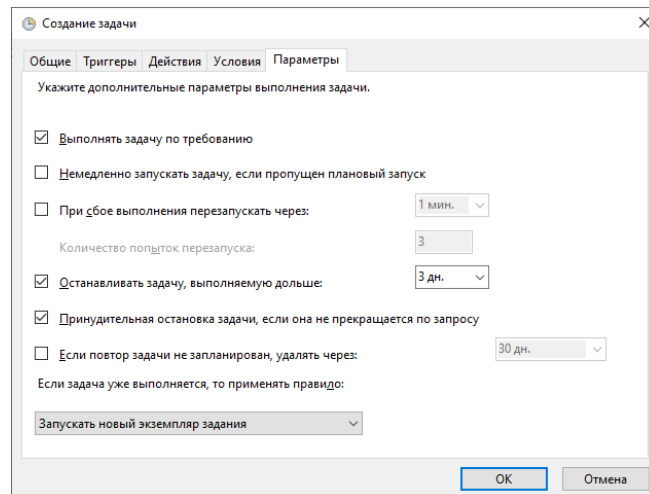 Создание задачи
Общие Триггеры Действия Условия Параметры
Укажите дополнительные параметры выполнения задачи.
Выполнять задачу по требованию
Немедленно запускать задачу, если пропущен плановый запуск
При сбое выполнения перезапускать через: 1 мин.
Количество попыток перезапуска: 3
Останавливать задачу, выполняемую дольше: 3 дн.
Принудительная остановка задачи, если она не прекращается по запросу
Если повтор задачи не запланирован, удалять через: 30 дн.
Если задача уже выполняется, то применять правило:
Запускать новый экземпляр задания
ОК Отмена